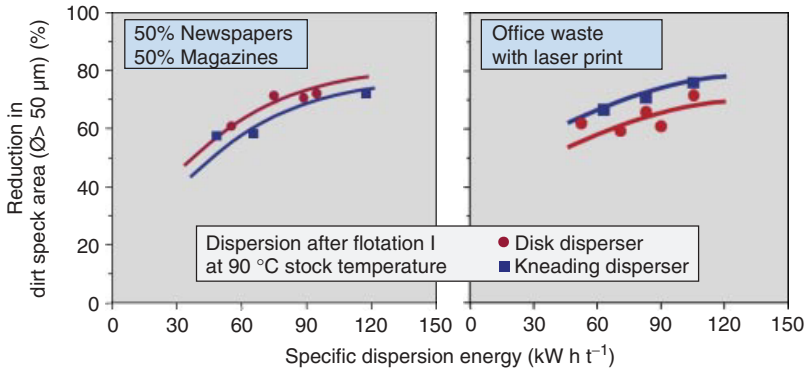 100
80
60
40
20
0
Reduction in
dirt speck area (Ø> 50 µm) (%)
50% Newspapers
50% Magazines
Office waste
with laser print
Dispersion after flotation I
at 90 °C stock temperature
Disk disperser
Kneading disperser
0 30 60 90 120 150
0 30 60 90 120 150
Specific dispersion energy (kW h t⁻¹)